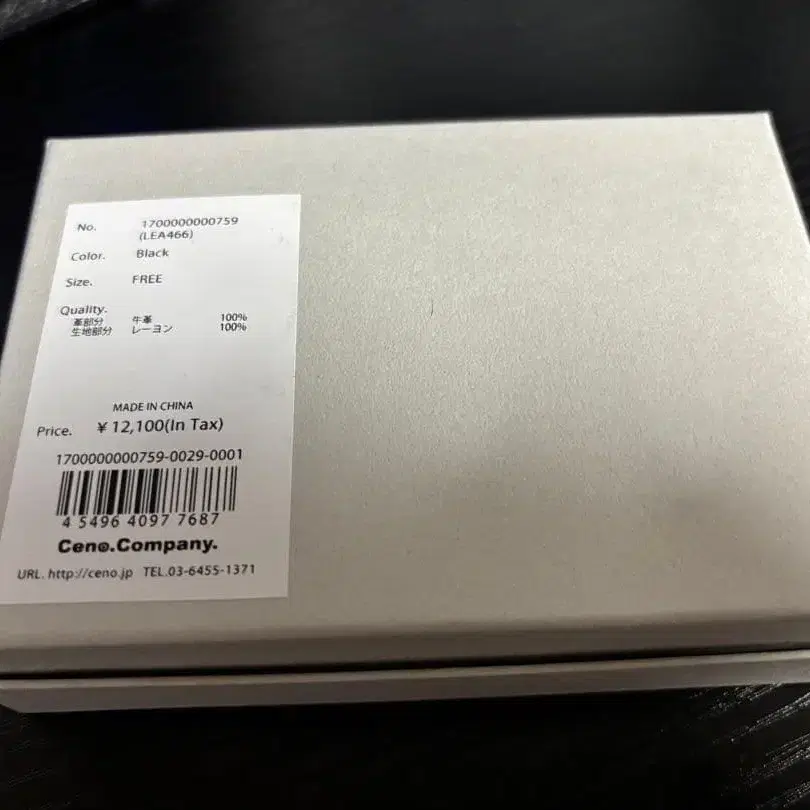 No. 1700000000759
(LEA466)
Color. Black
Size. FREE
Quality.
革部分 牛革 100%
生地部分 レーヨン 100%
MADE IN CHINA
Price. ¥ 12,100(In Tax)
1700000000759-0029-0001
4 5496 4097 7687
Ceno.Company.
URL. http://ceno.jp TEL.03-6455-1371